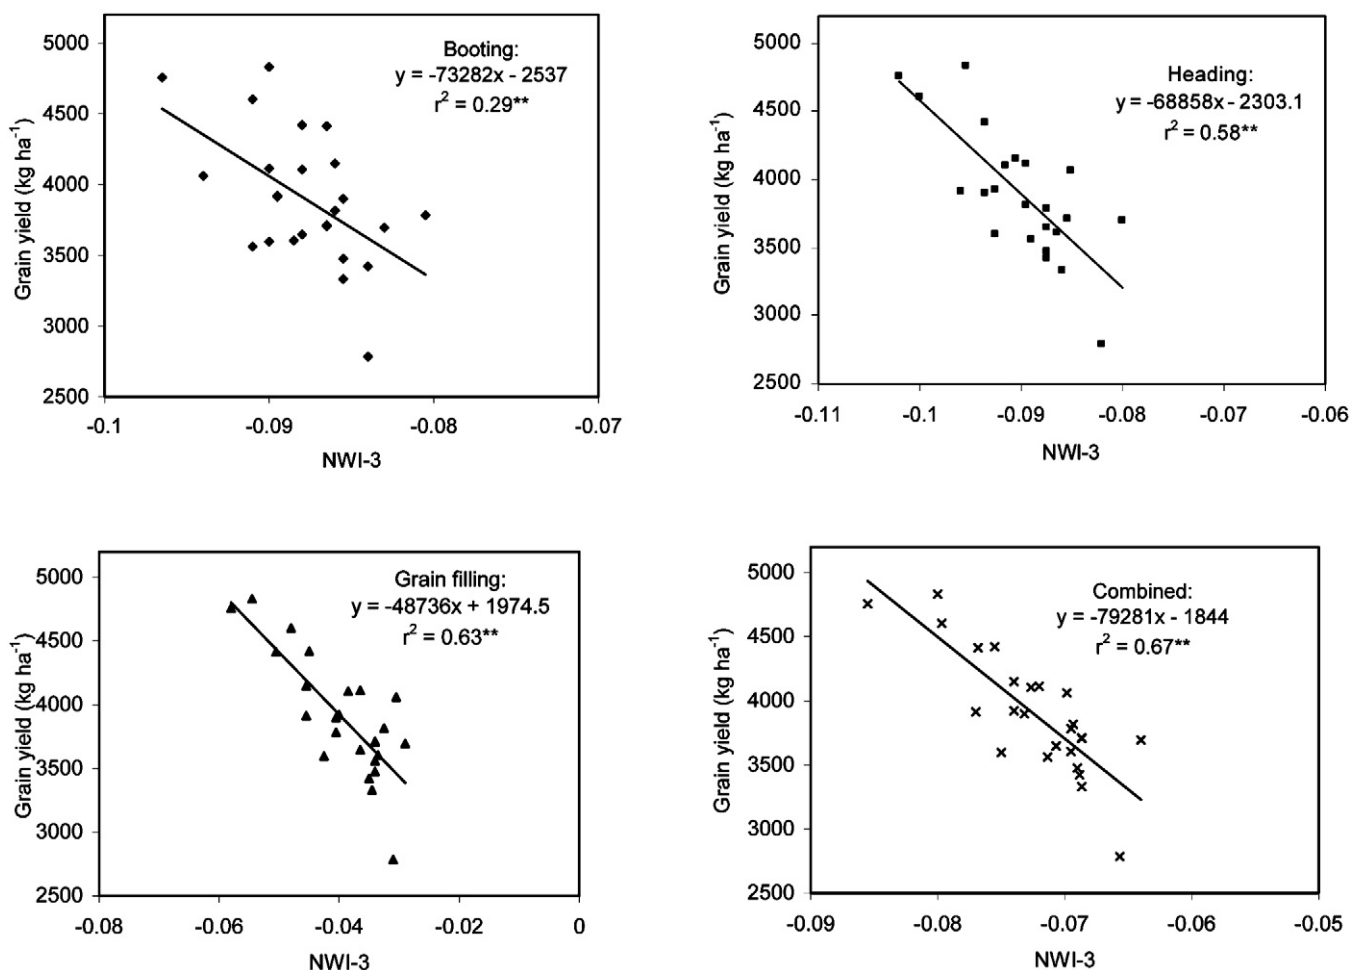 Booting:
y = -73282x - 2537
r² = 0.29**
Grain yield (kg ha⁻¹)
5000
4500
4000
3500
3000
2500
-0.1
-0.09
-0.08
-0.07
NWI-3
Heading:
y = -68858x - 2303.1
r² = 0.58**
Grain yield (kg ha⁻¹)
5000
4500
4000
3500
3000
2500
-0.11
-0.1
-0.09
-0.08
-0.07
-0.06
NWI-3
Grain filling:
y = -48736x + 1974.5
r² = 0.63**
Grain yield (kg ha⁻¹)
5000
4500
4000
3500
3000
2500
-0.08
-0.06
-0.04
-0.02
0
NWI-3
Combined:
y = -79281x - 1844
r² = 0.67**
Grain yield (kg ha⁻¹)
5000
4500
4000
3500
3000
2500
-0.09
-0.08
-0.07
-0.06
-0.05
NWI-3